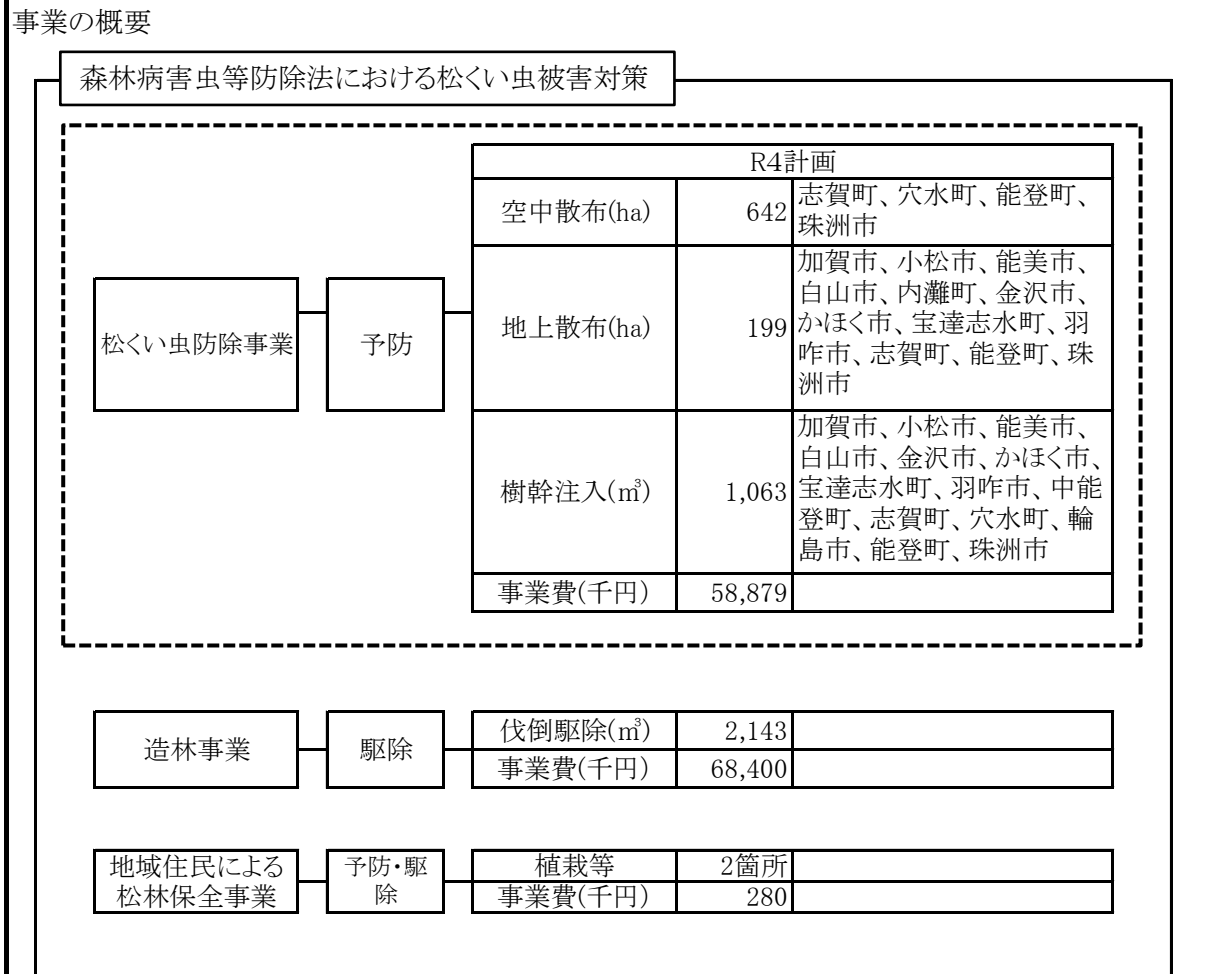 事業の概要
森林病害虫等防除法における松くい虫被害対策
R4計画
空中散布(ha) 642 志賀町、穴水町、能登町、
珠洲市
松くい虫防除事業 予防
地上散布(ha) 199
加賀市、小松市、能美市、
白山市、内灘町、金沢市、
かほく市、宝達志水町、羽
咋市、志賀町、能登町、珠
洲市
樹幹注入(㎥) 1,063
加賀市、小松市、能美市、
白山市、金沢市、かほく市、
宝達志水町、羽咋市、中能
登町、志賀町、穴水町、輪
島市、能登町、珠洲市
事業費(千円) 58,879
造林事業 駆除
伐倒駆除(㎥) 2,143
事業費(千円) 68,400
地域住民による
松林保全事業
予防・駆
除
植栽等 2箇所
事業費(千円) 280